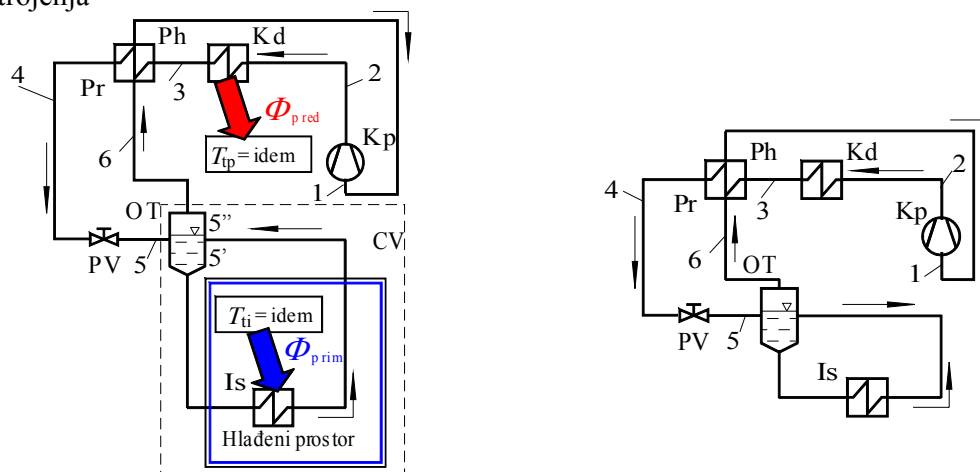 trojenja
Ph
Kd
4
2
Pr
3
Φp red
Kp
Ttp = idem
6
1
OT
5"
CV
5'
PV
5
Tti = idem
Φp rim
Is
Hlađeni prostor
Ph
Kd
4
2
Pr
3
Kp
6
OT
1
PV
5
Is